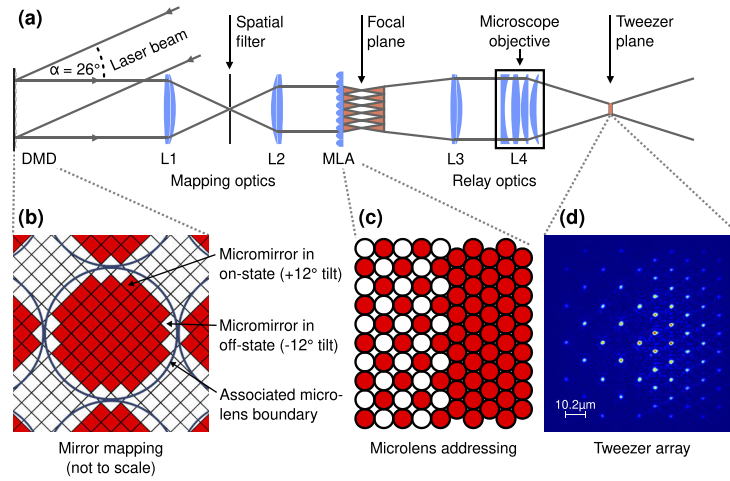 (a)
Laser beam
α = 26°
Spatial
filter
Focal
plane
Microscope
objective
Tweezer
plane
DMD
L1
L2
MLA
L3
L4
Mapping optics
Relay optics
(b)
Micromirror in
on-state (+12° tilt)
Micromirror in
off-state (-12° tilt)
Associated micro-
lens boundary
Mirror mapping
(not to scale)
(c)
Microlens addressing
(d)
10.2µm
Tweezer array